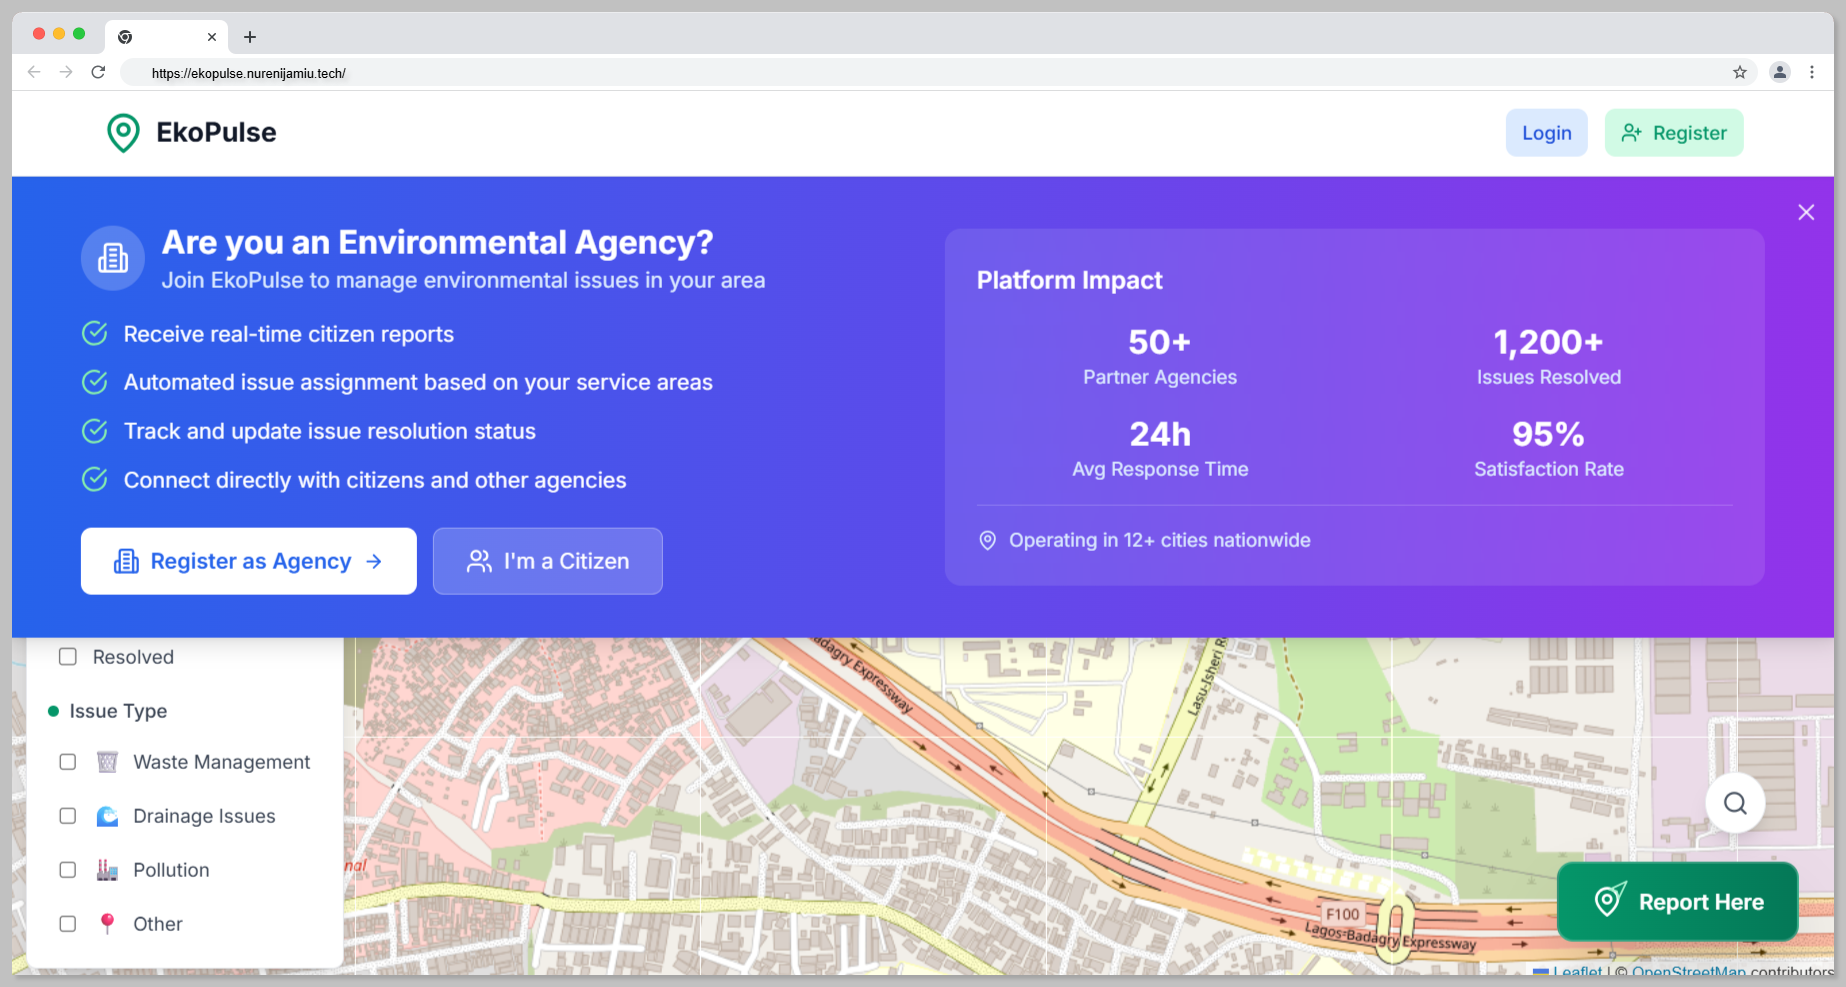 https://ekopulse.nurenijamiu.tech/
EkoPulse
Login
Register
Are you an Environmental Agency?
Join EkoPulse to manage environmental issues in your area
Receive real-time citizen reports
Automated issue assignment based on your service areas
Track and update issue resolution status
Connect directly with citizens and other agencies
Register as Agency
I'm a Citizen
Platform Impact
50+
Partner Agencies
1,200+
Issues Resolved
24h
Avg Response Time
95%
Satisfaction Rate
Operating in 12+ cities nationwide
Resolved
Issue Type
Waste Management
Drainage Issues
Pollution
Other
adagry Expressway
Lasu-Isheri R
nal
F100
Lagos-Badagry Expressway
Report Here
Leaflet | © OpenStreetMap contributors